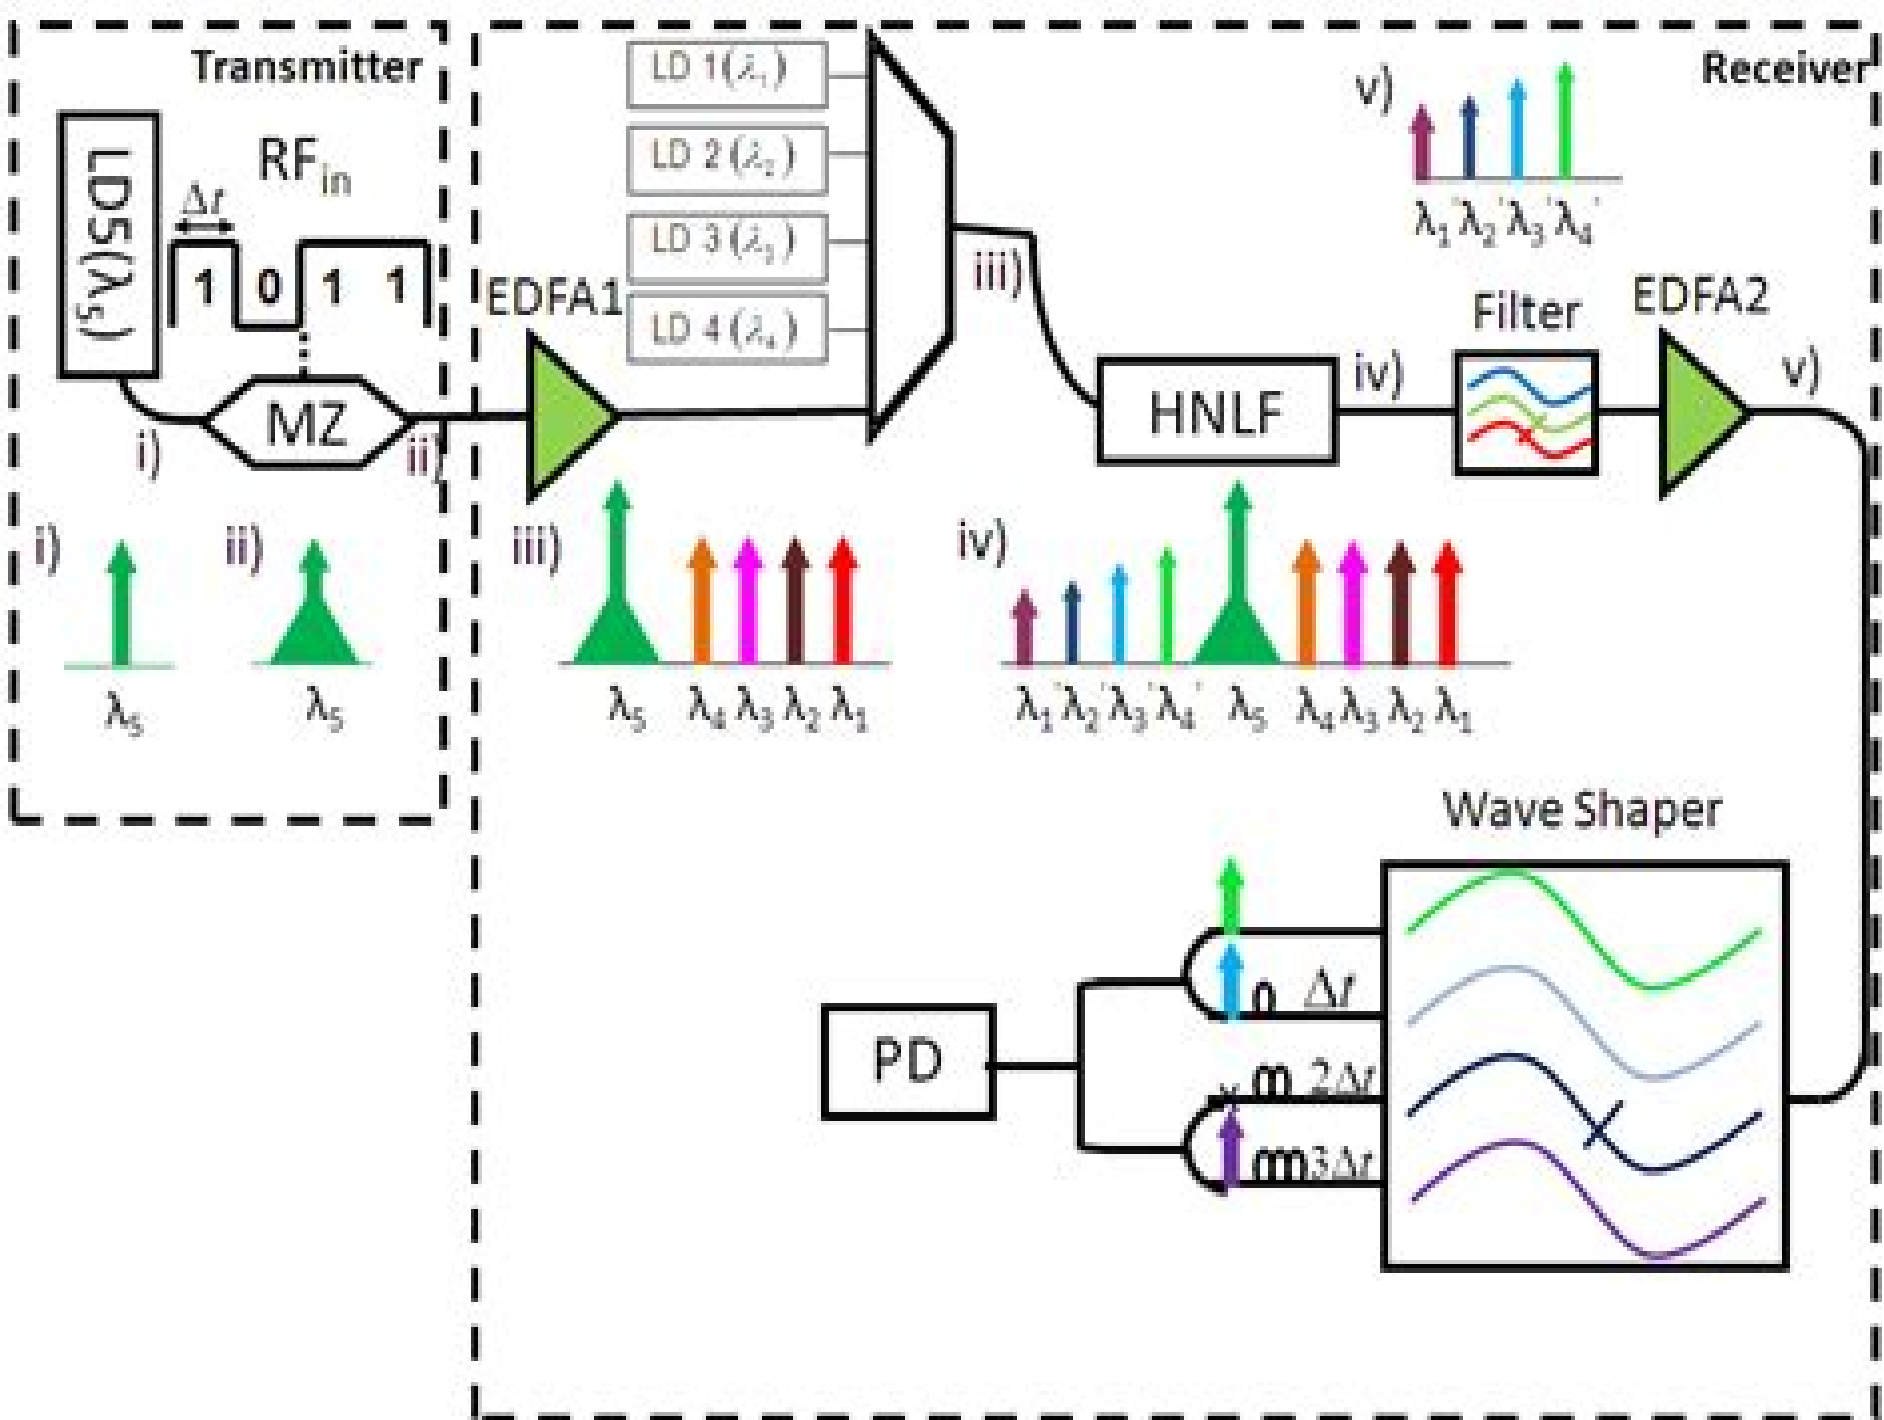 Transmitter
LD5(λ₅)
RFin
Δt
1 0 1 1
MZ
i)
ii)
i)
λ₅
ii)
λ₅
Receiver
EDFA1
LD 1(λ₁)
LD 2(λ₂)
LD 3(λ₃)
LD 4(λ₄)
iii)
HNLF
iv)
Filter
EDFA2
v)
v)
λ₁' λ₂' λ₃' λ₄'
iii)
λ₅ λ₄ λ₃ λ₂ λ₁
iv)
λ₁' λ₂' λ₃' λ₄' λ₅ λ₄ λ₃ λ₂ λ₁
Wave Shaper
Δt
2Δt
3Δt
PD